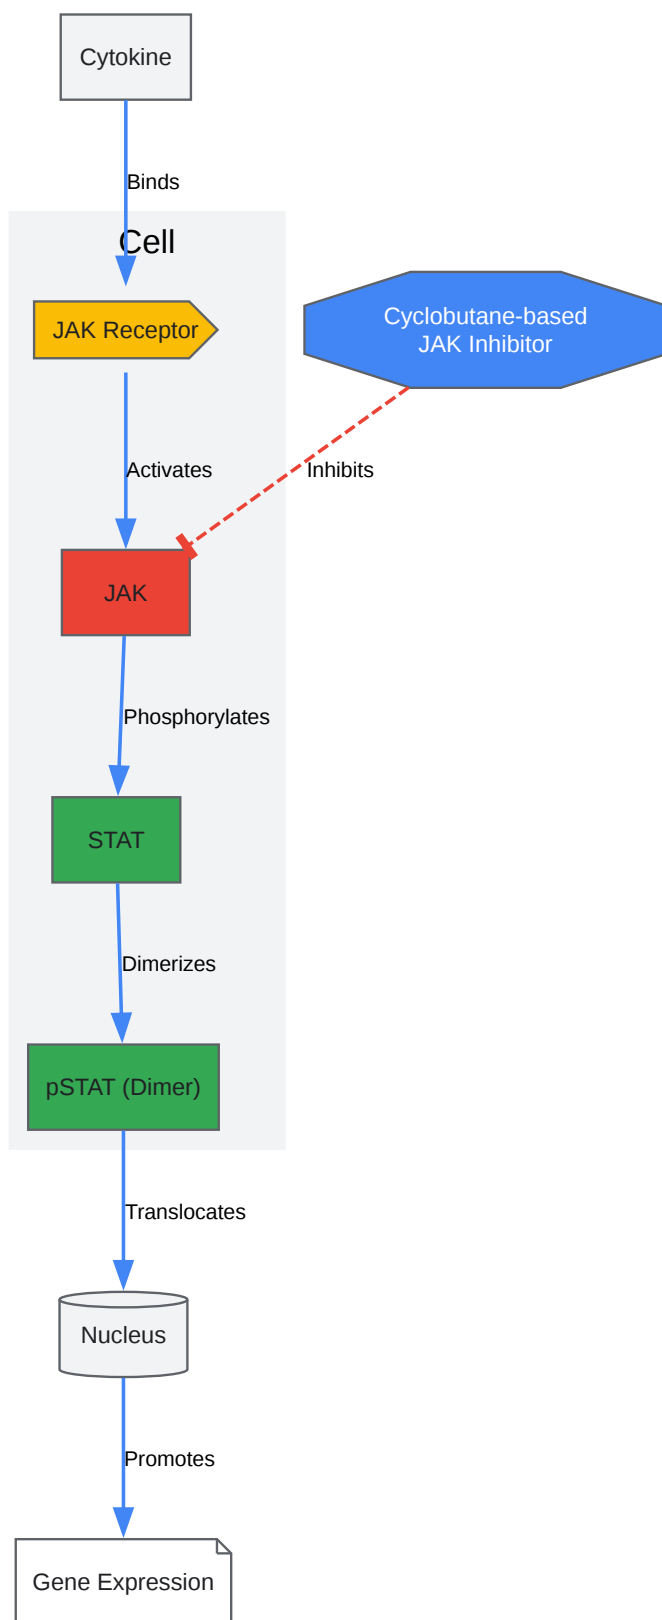 Cytokine
Binds
Cell
JAK Receptor
Cyclobutane-based
JAK Inhibitor
Activates
Inhibits
JAK
Phosphorylates
STAT
Dimerizes
pSTAT (Dimer)
Translocates
Nucleus
Promotes
Gene Expression